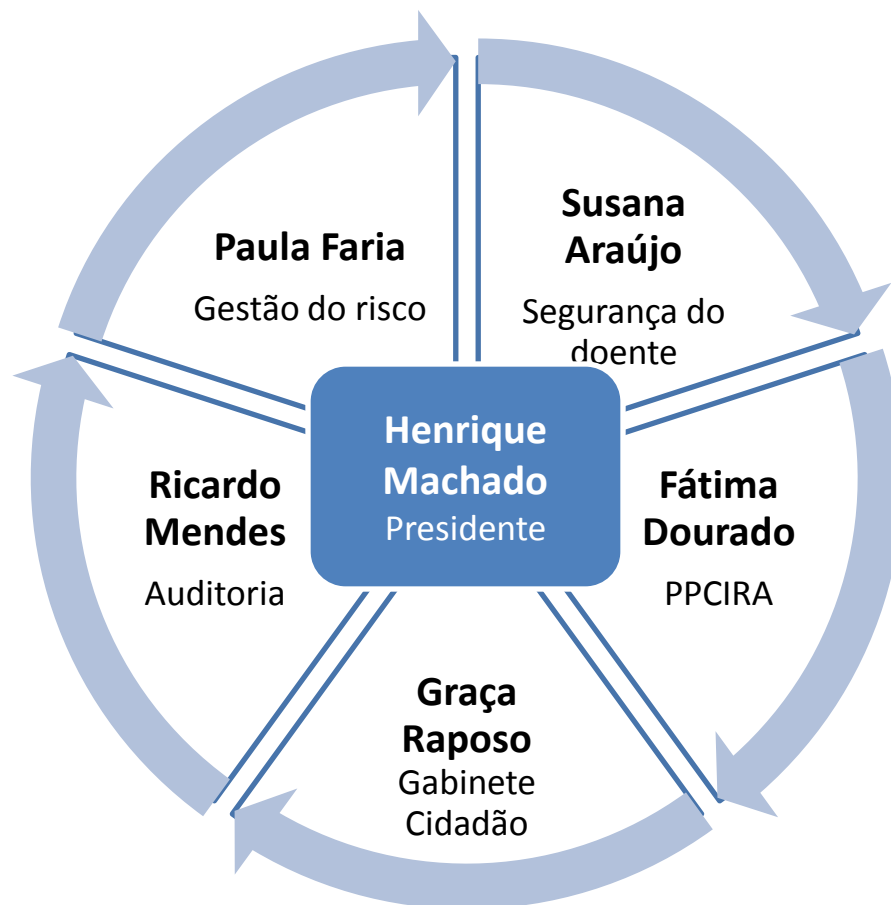 Paula Faria
Gestão do risco
Susana
Araújo
Segurança do
doente
Henrique
Machado
Presidente
Ricardo
Mendes
Auditoria
Fátima
Dourado
PPCIRA
Graça
Raposo
Gabinete
Cidadão